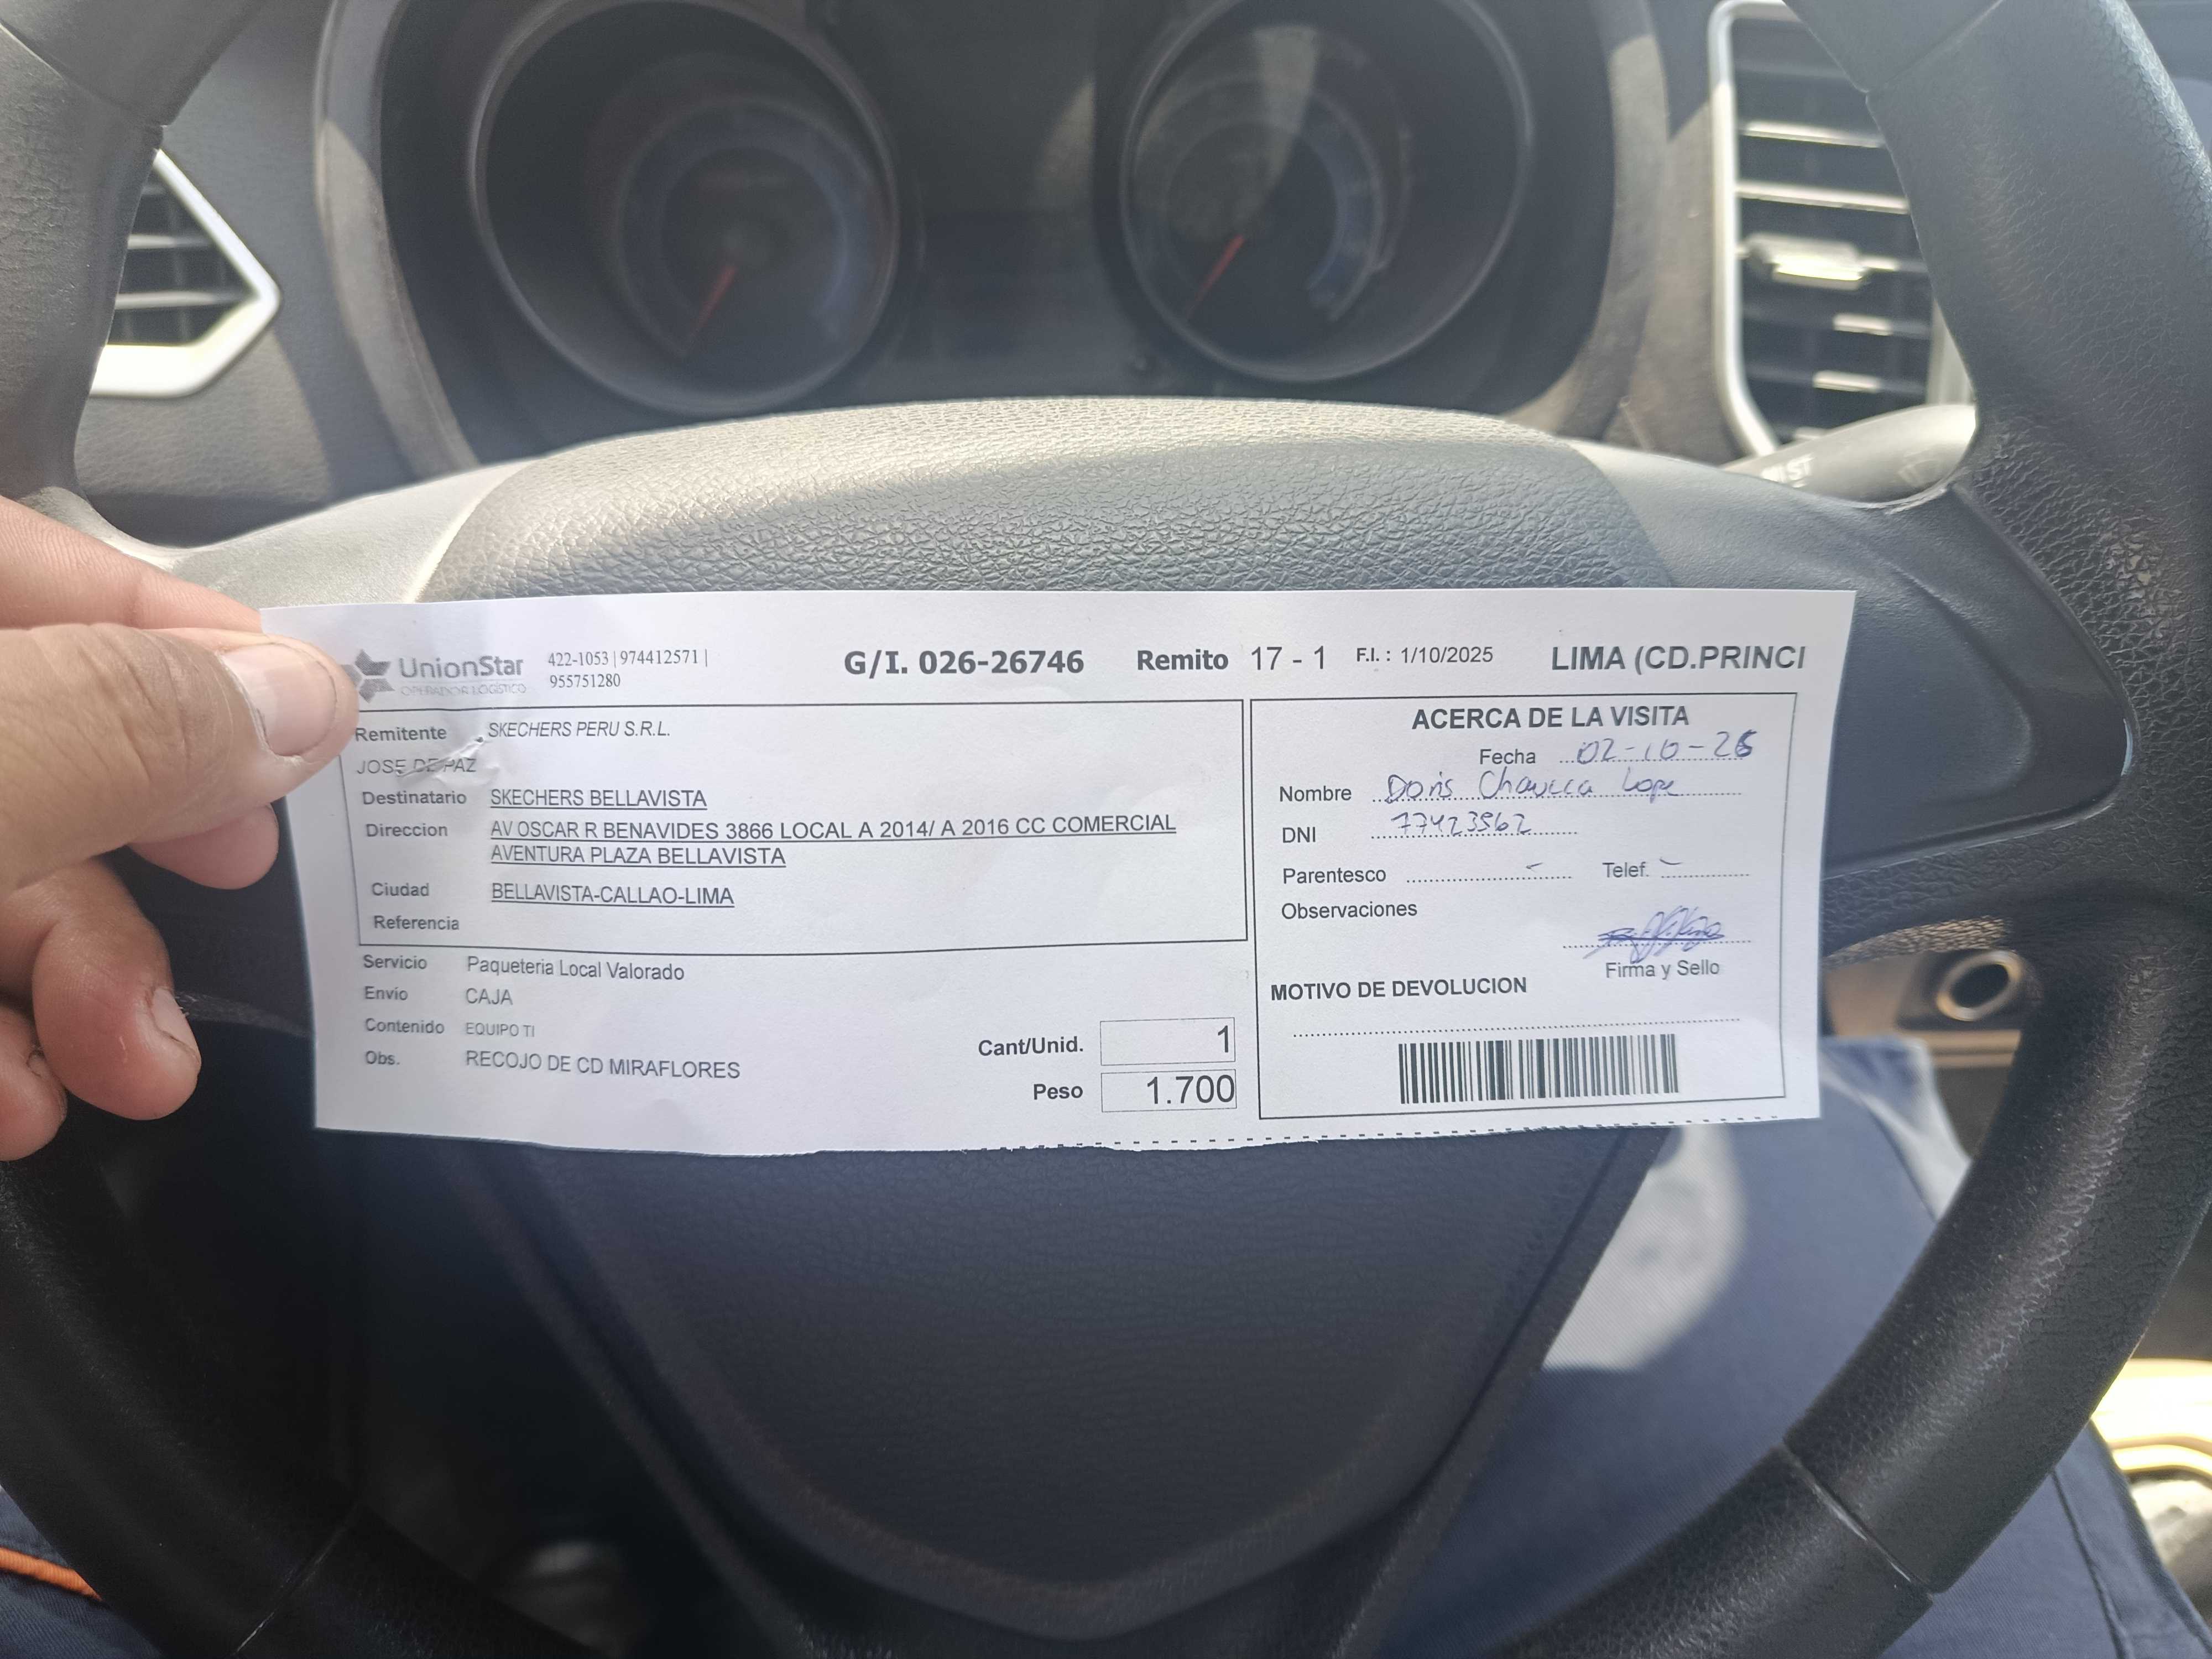 UnionStar
OPERADOR LOGISTICO
422-1053 | 974412571 |
955751280
G/I. 026-26746
Remito 17 - 1
F.I. : 1/10/2025
LIMA (CD.PRINCI
Remitente SKECHERS PERU S.R.L.
JOSE DE PAZ
Destinatario SKECHERS BELLAVISTA
Direccion AV OSCAR R BENAVIDES 3866 LOCAL A 2014/ A 2016 CC COMERCIAL
AVENTURA PLAZA BELLAVISTA
Ciudad BELLAVISTA-CALLAO-LIMA
Referencia
Servicio Paqueteria Local Valorado
Envio CAJA
Contenido EQUIPO TI
Obs. RECOJO DE CD MIRAFLORES
Cant/Unid. 1
Peso 1.700
ACERCA DE LA VISITA
Fecha 02-10-25
Nombre Doris Chaucca Lope
DNI 77423562
Parentesco - Telef. -
Observaciones
Firma y Sello
MOTIVO DE DEVOLUCION